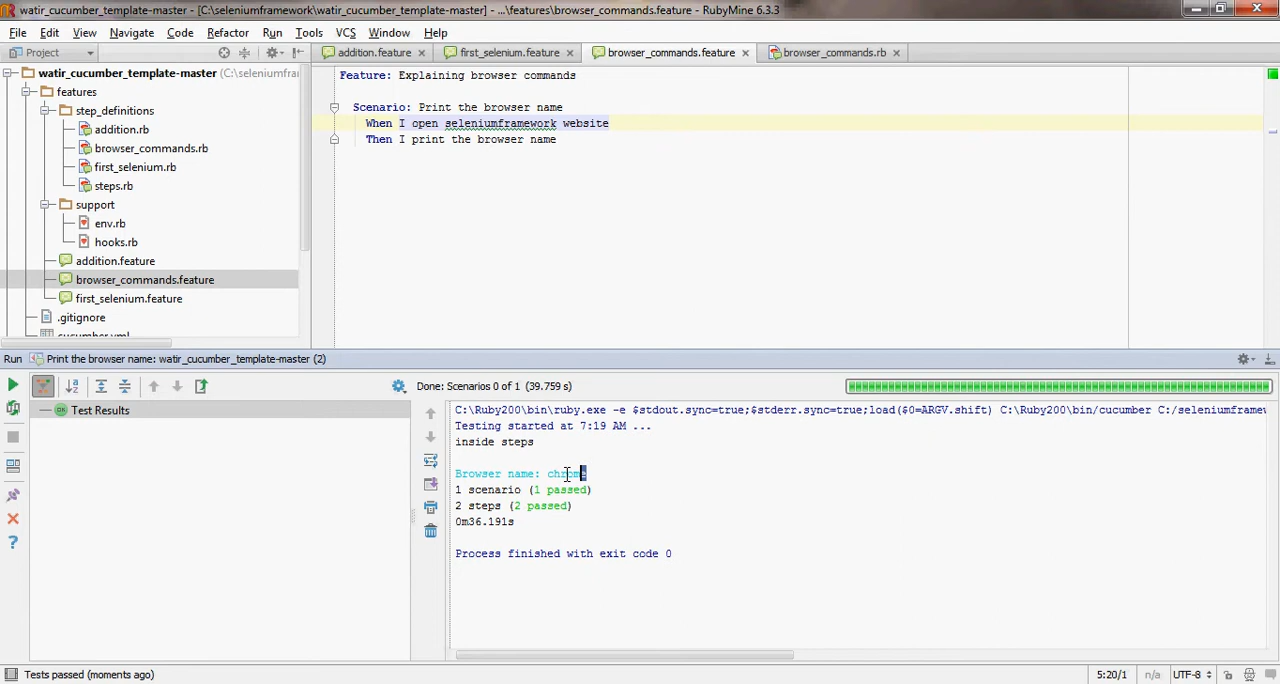 watir_cucumber_template-master - [C:\seleniumframework\watir_cucumber_template-master] - ...\features\browser_commands.feature - RubyMine 6.3.3
File Edit View Navigate Code Refactor Run Tools VCS Window Help
Project addition.feature first_selenium.feature browser_commands.feature browser_commands.rb
watir_cucumber_template-master (C:\seleniumfra
features
step_definitions
addition.rb
browser_commands.rb
first_selenium.rb
steps.rb
support
env.rb
hooks.rb
addition.feature
browser_commands.feature
first_selenium.feature
.gitignore
cucumber.yml
Feature: Explaining browser commands
Scenario: Print the browser name
When I open seleniumframework website
Then I print the browser name
Run Print the browser name: watir_cucumber_template-master (2)
Done: Scenarios 0 of 1 (39.759 s)
OK Test Results
C:\Ruby200\bin\ruby.exe -e $stdout.sync=true;$stderr.sync=true;load($0=ARGV.shift) C:\Ruby200\bin/cucumber C:/seleniumframew
Testing started at 7:19 AM ...
inside steps
Browser name: chrome
1 scenario (1 passed)
2 steps (2 passed)
0m36.191s
Process finished with exit code 0
Tests passed (moments ago) 5:20/1 n/a UTF-8